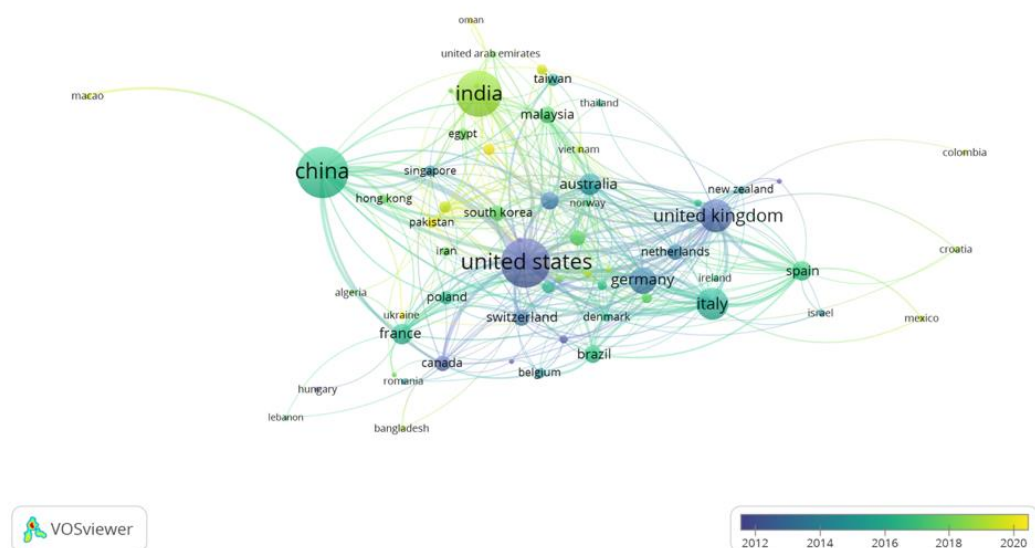 oman
united arab emirates
taiwan
india
macao
thailand
malaysia
egypt
viet nam
colombia
china
singapore
australia
new zealand
hong kong
norway
south korea
united kingdom
pakistan
iran
netherlands
croatia
united states
spain
germany
ireland
algeria
poland
italy
ukraine
switzerland
denmark
israel
mexico
france
brazil
canada
belgium
romania
hungary
lebanon
bangladesh
VOSviewer
2012 2014 2016 2018 2020